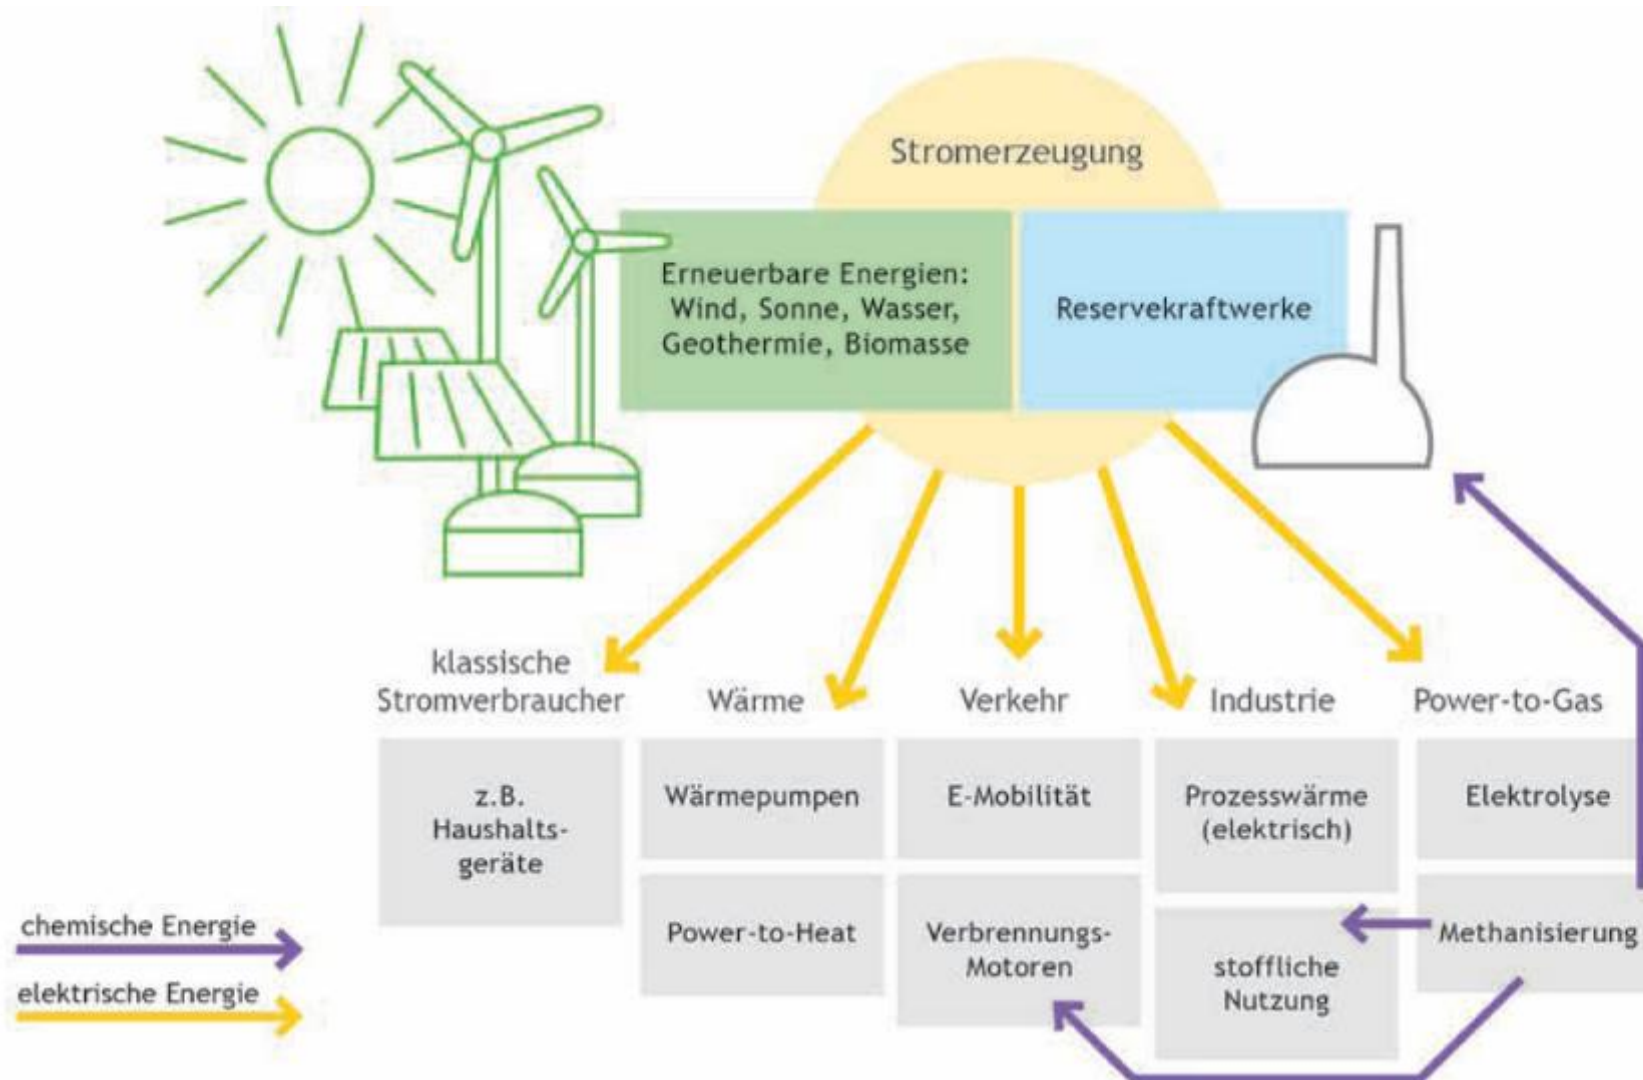 Stromerzeugung
Erneuerbare Energien:
Wind, Sonne, Wasser,
Geothermie, Biomasse
Reservekraftwerke
klassische
Stromverbraucher
Wärme
Verkehr
Industrie
Power-to-Gas
z.B.
Haushalts-
geräte
Wärmepumpen
Power-to-Heat
E-Mobilität
Verbrennungs-
Motoren
Prozesswärme
(elektrisch)
stoffliche
Nutzung
Elektrolyse
Methanisierung
chemische Energie
elektrische Energie